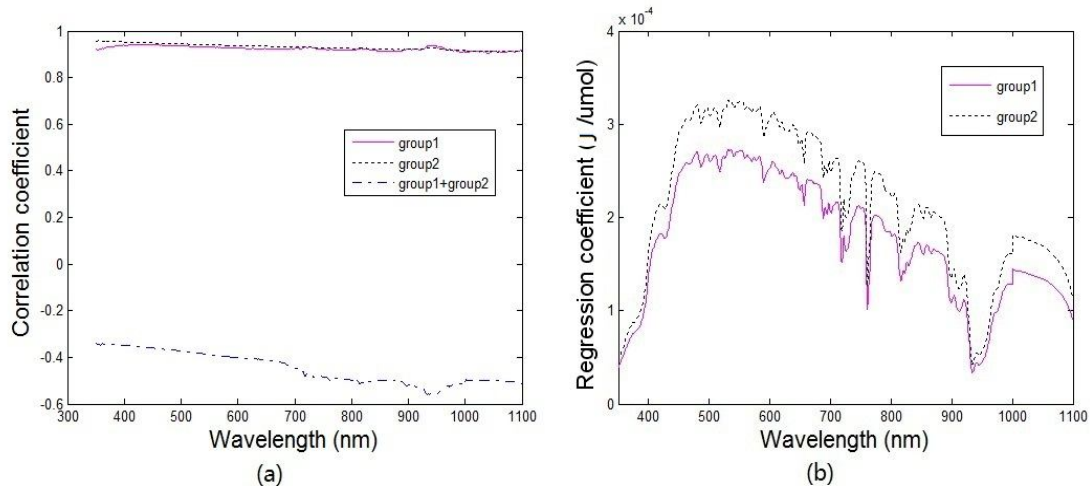 1
0.8
0.6
0.4
0.2
0
-0.2
-0.4
-0.6
300 400 500 600 700 800 900 1000 1100
Correlation coefficient
Wavelength (nm)
group1
group2
group1+group2
(a)
x 10^-4
4
3
2
1
0
400 500 600 700 800 900 1000 1100
Regression coefficient (J /umol)
Wavelength (nm)
group1
group2
(b)